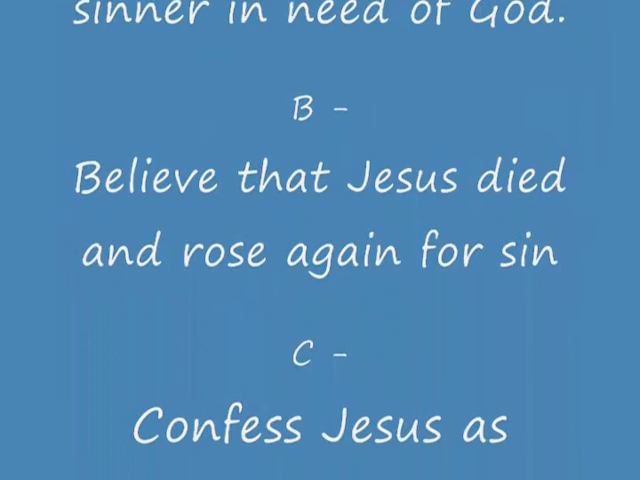 sinner in need of God.
B -
Believe that Jesus died
and rose again for sin
C -
Confess Jesus as